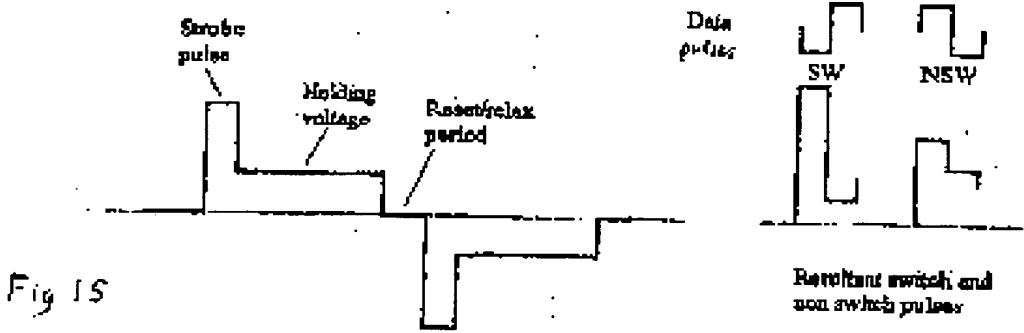 Strobe
pulse
Holding
voltage
Reset/relax
period
Data
pulses
SW
NSW
Resultant switch and
non switch pulses
Fig 15